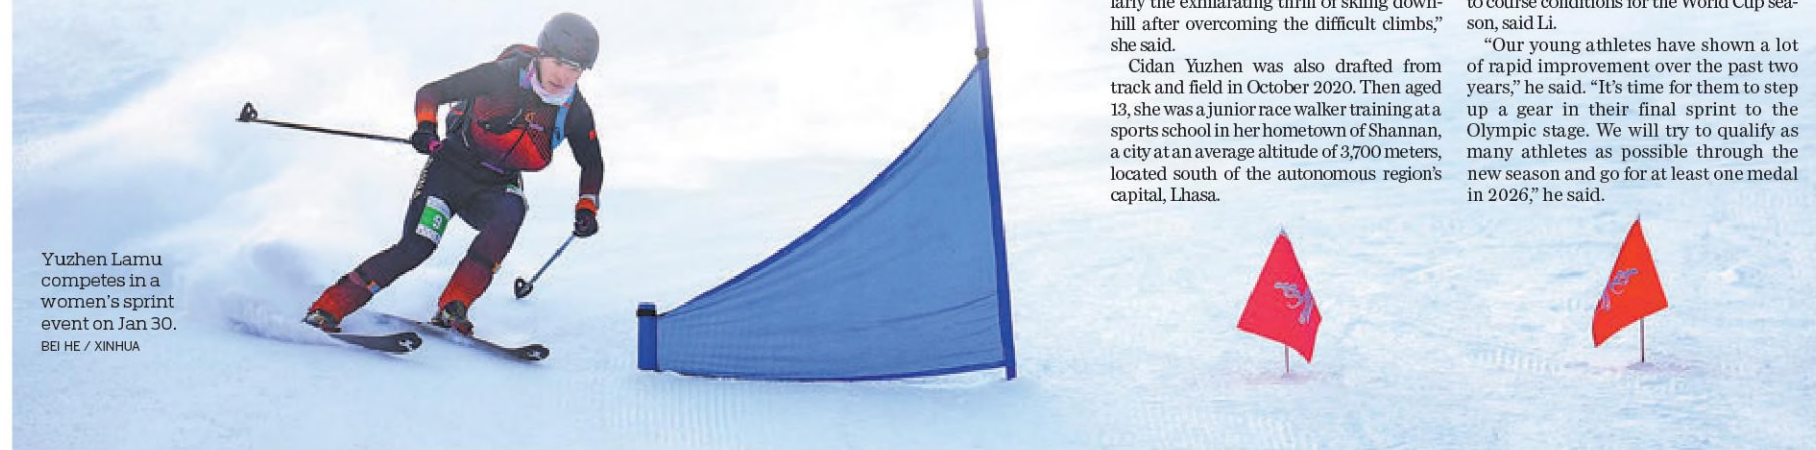 larly the exhilarating thrill of skiing down-
hill after overcoming the difficult climbs,”
she said.
Cidan Yuzhen was also drafted from
track and field in October 2020. Then aged
13, she was a junior race walker training at a
sports school in her hometown of Shannan,
a city at an average altitude of 3,700 meters,
located south of the autonomous region’s
capital, Lhasa.
to course conditions for the World Cup sea-
son, said Li.
“Our young athletes have shown a lot
of rapid improvement over the past two
years,” he said. “It’s time for them to step
up a gear in their final sprint to the
Olympic stage. We will try to qualify as
many athletes as possible through the
new season and go for at least one medal
in 2026,” he said.
Yuzhen Lamu
competes in a
women’s sprint
event on Jan 30.
BEI HE / XINHUA
9